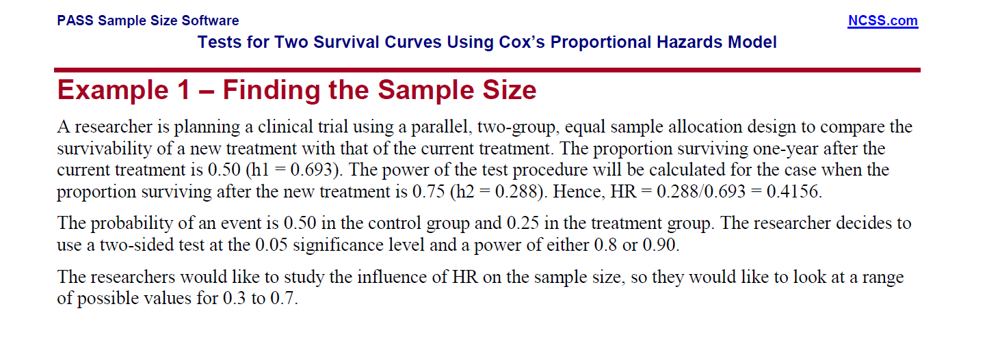 PASS Sample Size Software NCSS.com
Tests for Two Survival Curves Using Cox’s Proportional Hazards Model
Example 1 – Finding the Sample Size
A researcher is planning a clinical trial using a parallel, two-group, equal sample allocation design to compare the
survivability of a new treatment with that of the current treatment. The proportion surviving one-year after the
current treatment is 0.50 (h1 = 0.693). The power of the test procedure will be calculated for the case when the
proportion surviving after the new treatment is 0.75 (h2 = 0.288). Hence, HR = 0.288/0.693 = 0.4156.
The probability of an event is 0.50 in the control group and 0.25 in the treatment group. The researcher decides to
use a two-sided test at the 0.05 significance level and a power of either 0.8 or 0.90.
The researchers would like to study the influence of HR on the sample size, so they would like to look at a range
of possible values for 0.3 to 0.7.